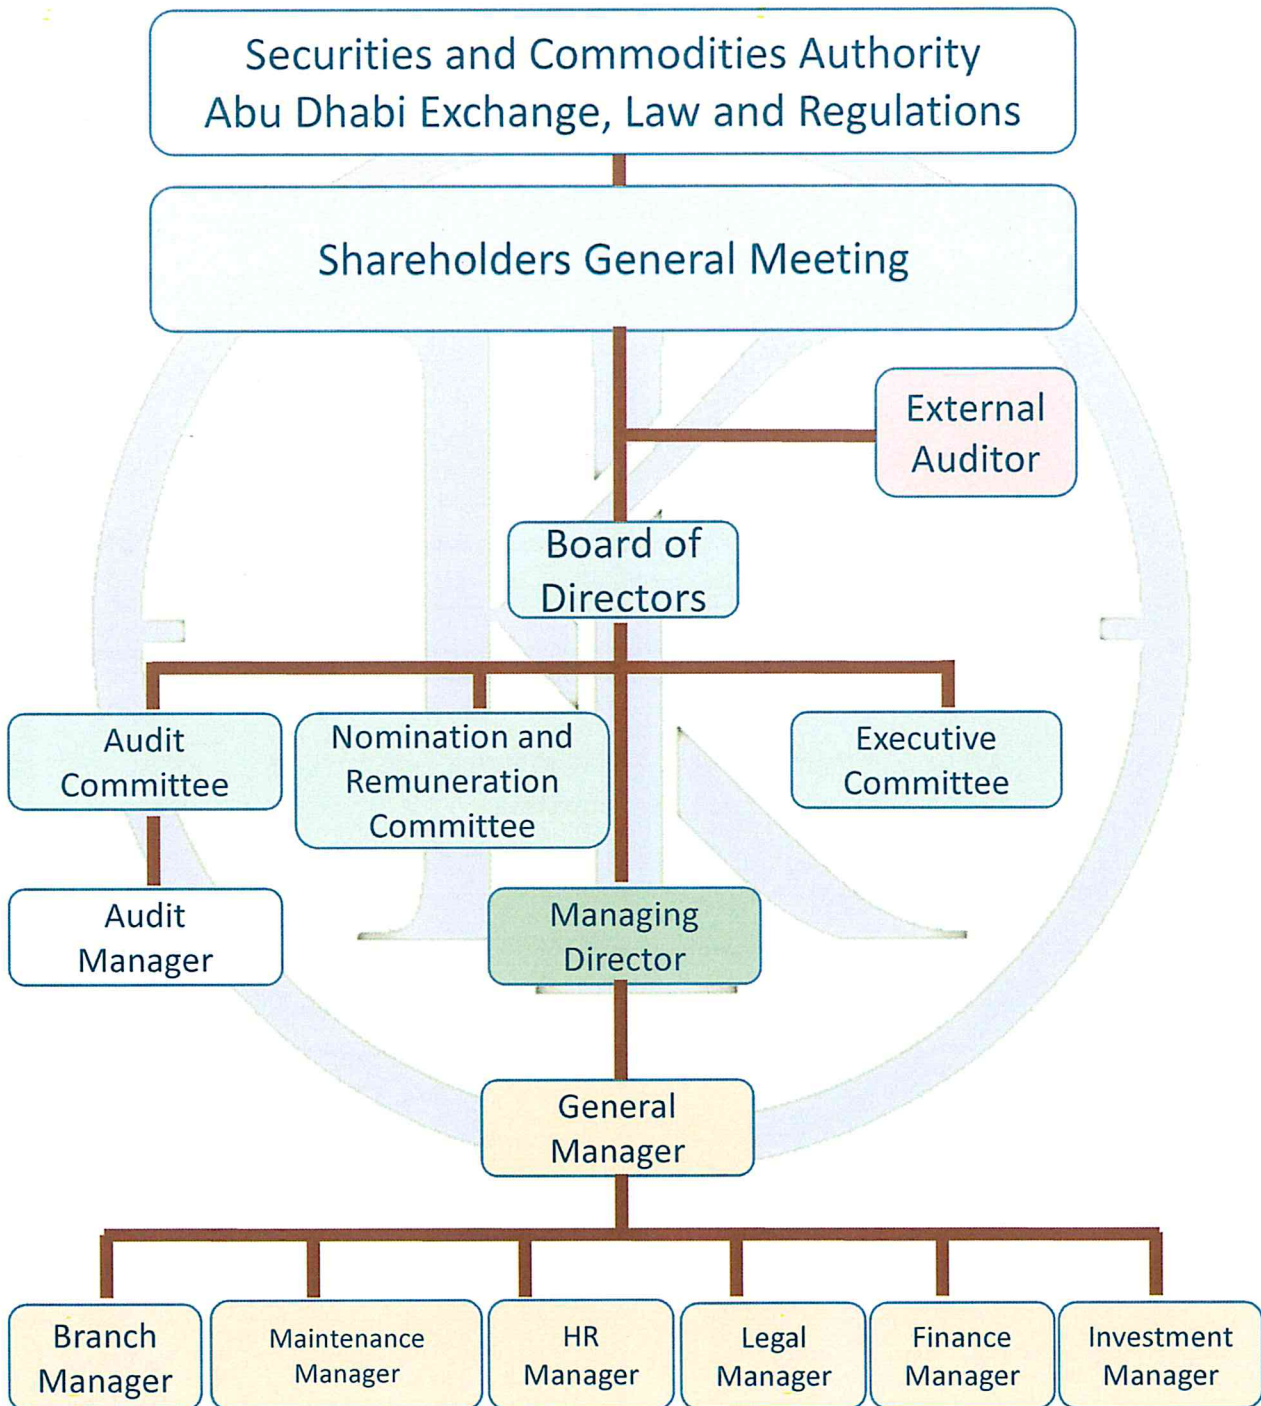 Securities and Commodities Authority
Abu Dhabi Exchange, Law and Regulations
Shareholders General Meeting
External
Auditor
Board of
Directors
Audit
Committee
Nomination and
Remuneration
Committee
Executive
Committee
Audit
Manager
Managing
Director
General
Manager
Branch
Manager
Maintenance
Manager
HR
Manager
Legal
Manager
Finance
Manager
Investment
Manager